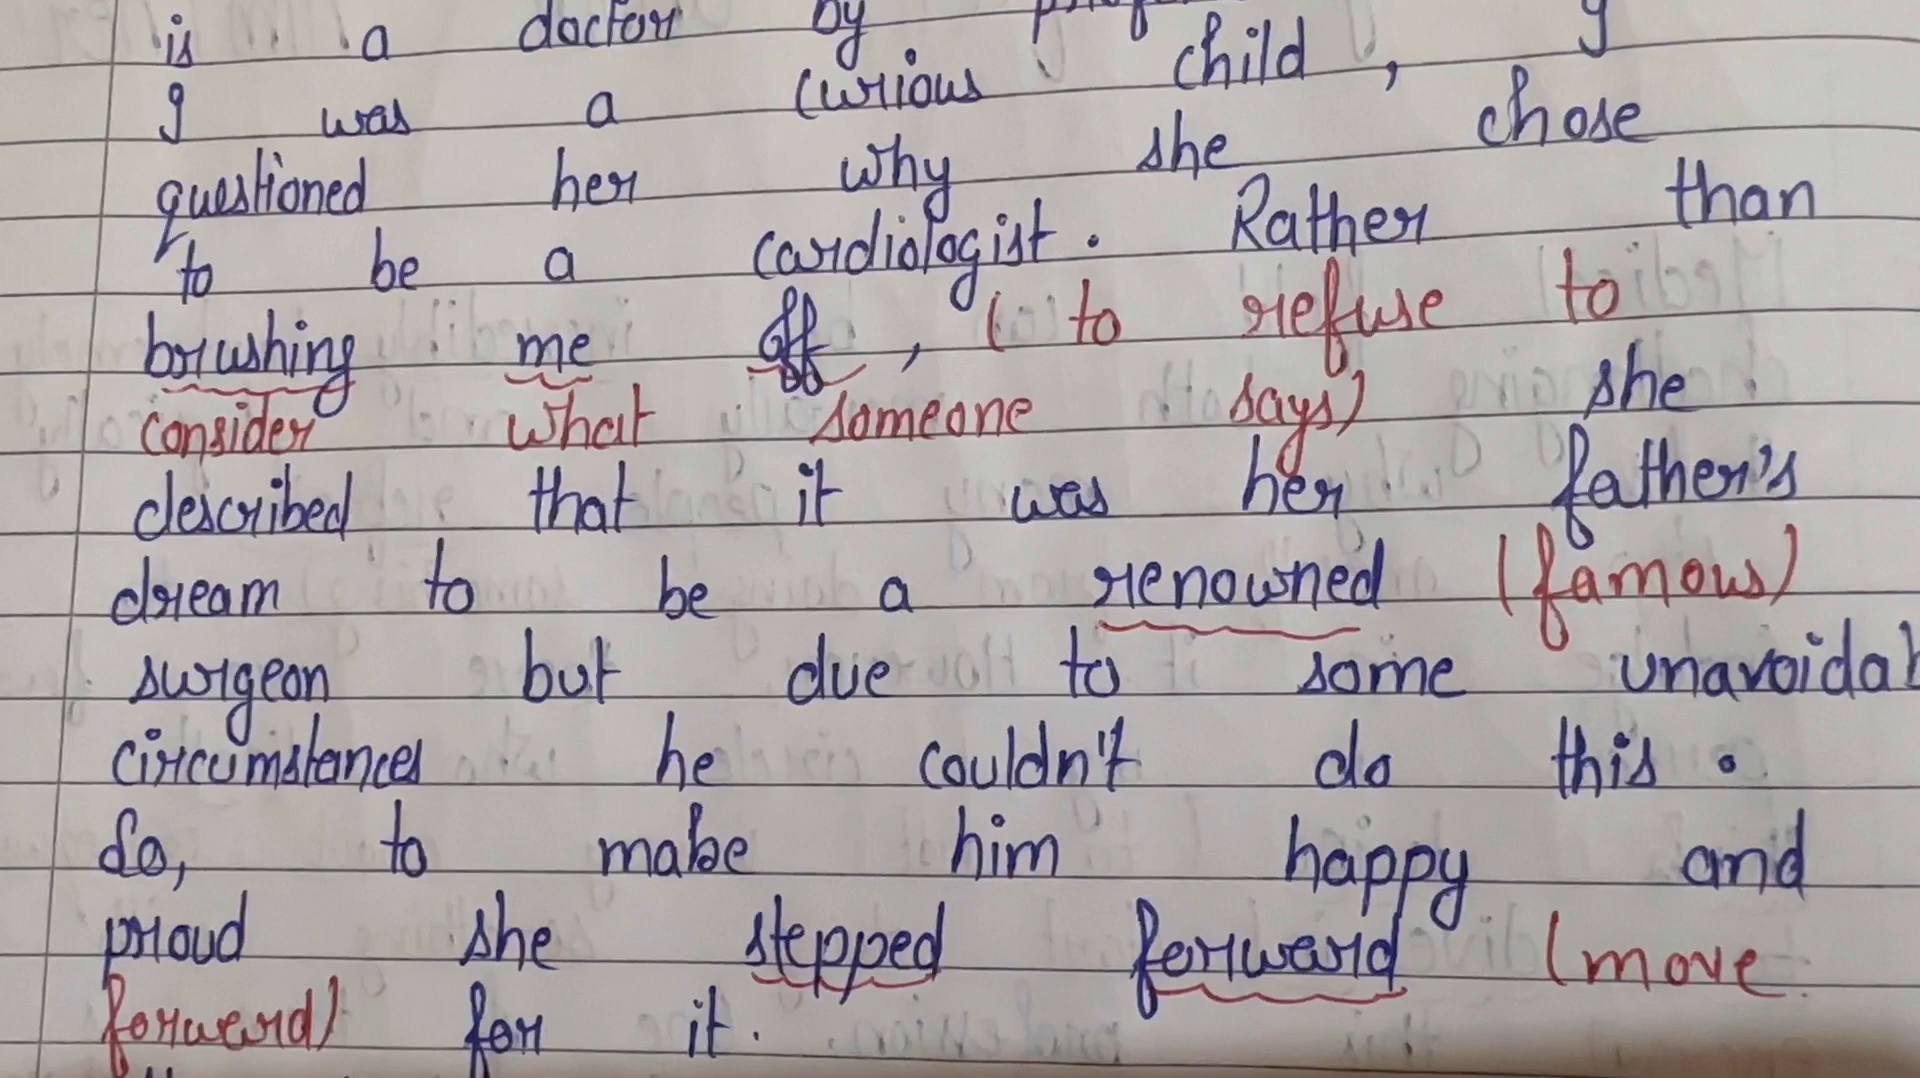 is a doctor by
I was a curious child, I
questioned her why she chose
to be a cardiologist. Rather than
brushing me off, (to refuse to
consider what someone says) she
described that it was her father's
dream to be a renowned (famous)
surgeon but due to some
circumstances he couldn't do this.
So, to make him happy and
proud she stepped forward (move
forward) for it.